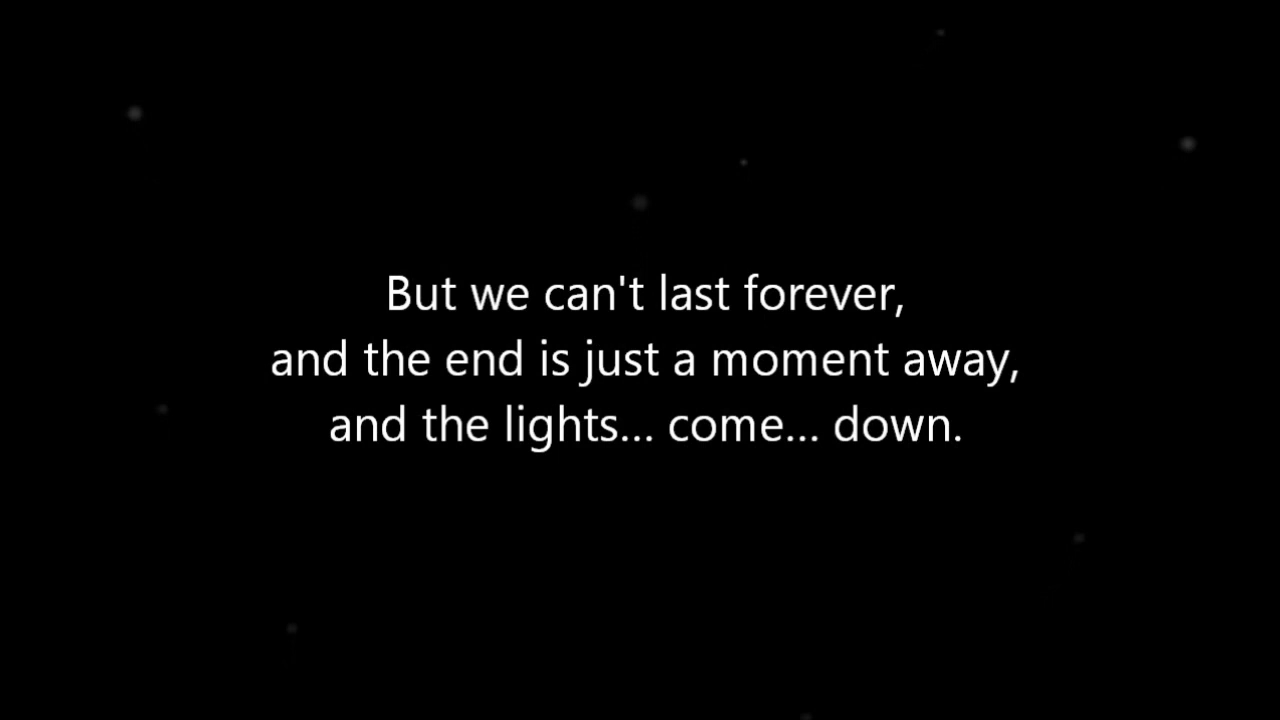 But we can't last forever,
and the end is just a moment away,
and the lights... come... down.